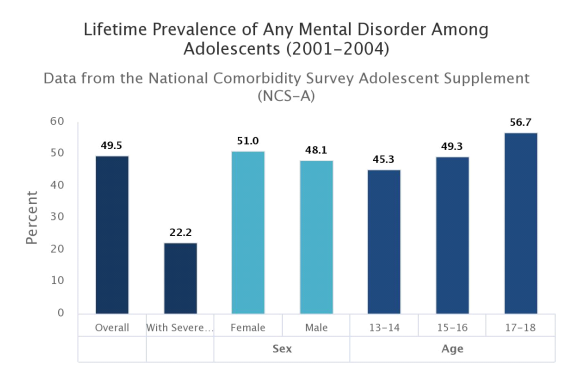 Lifetime Prevalence of Any Mental Disorder Among
Adolescents (2001–2004)
Data from the National Comorbidity Survey Adolescent Supplement
(NCS–A)
Percent
60
50
40
30
20
10
0
49.5
22.2
51.0
48.1
45.3
49.3
56.7
Overall
With Severe...
Female
Male
13–14
15–16
17–18
Sex
Age